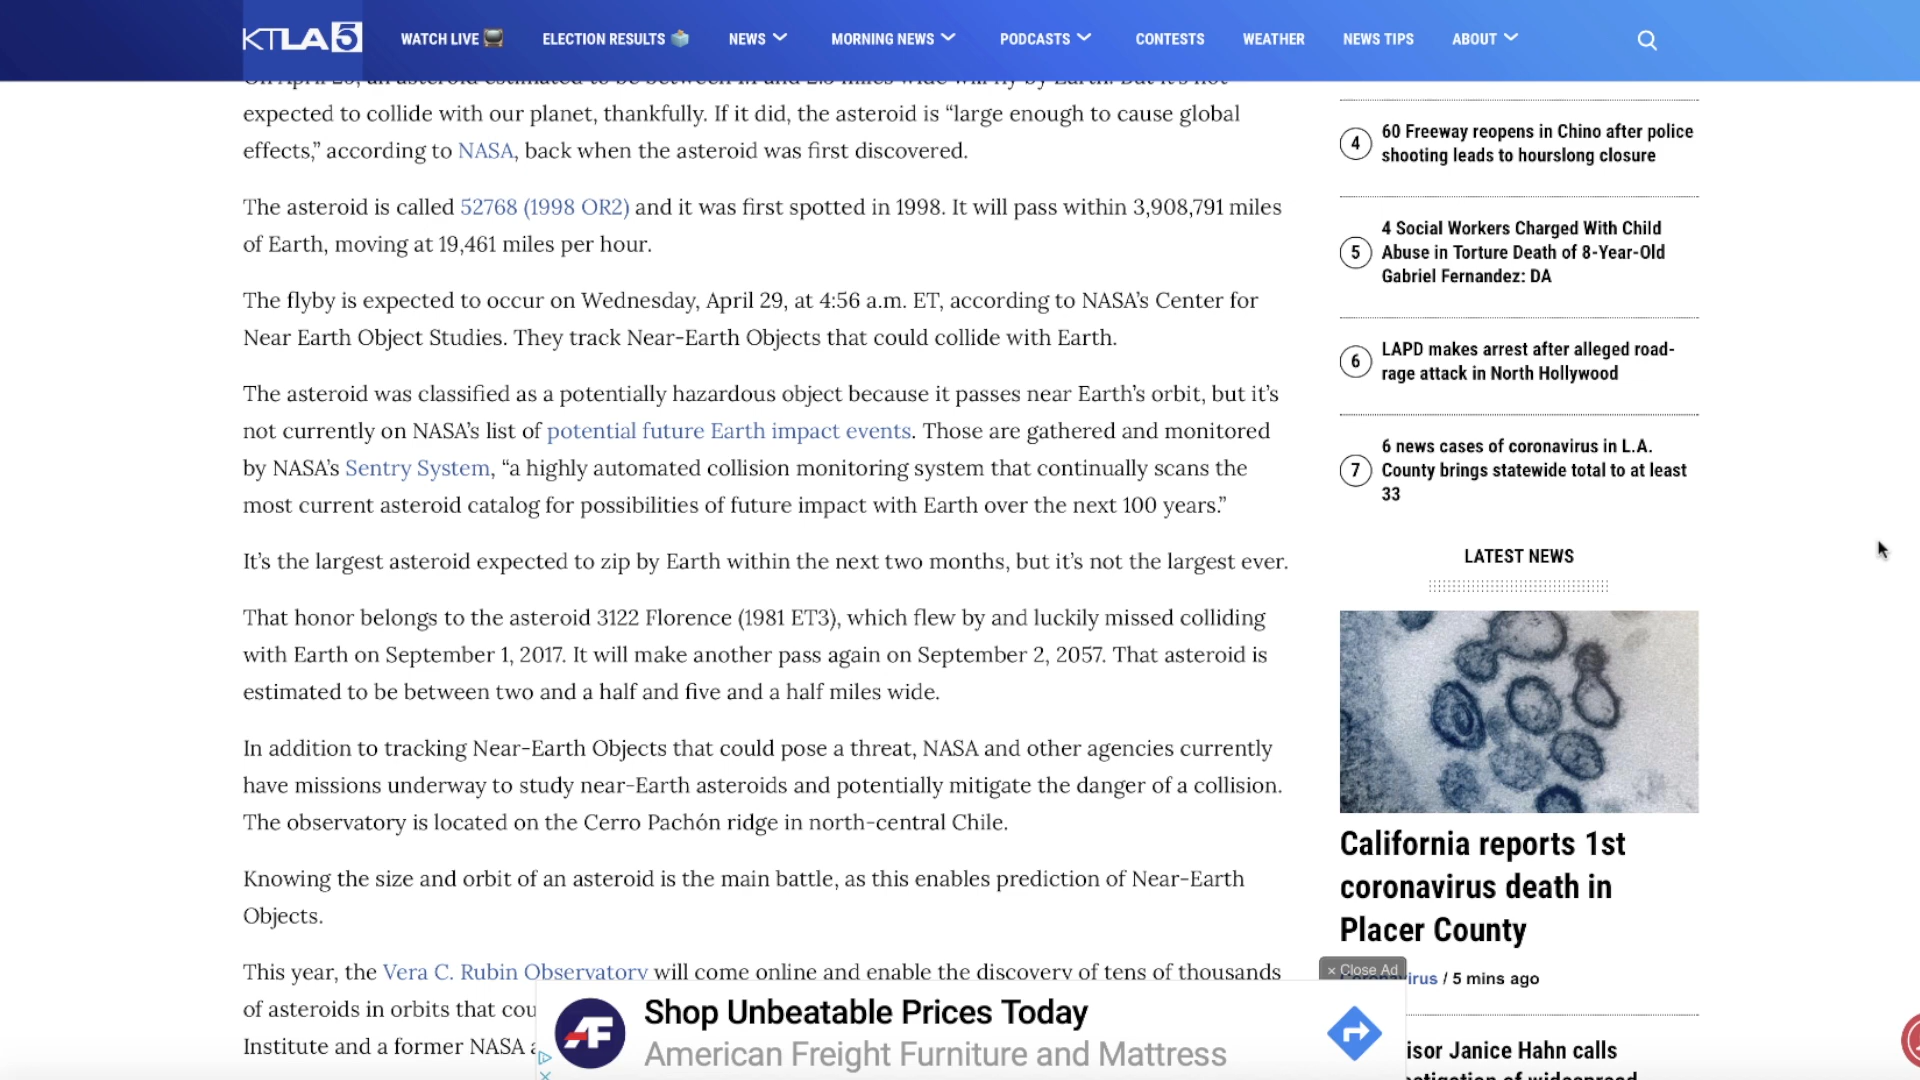 KTLA 5
WATCH LIVE
ELECTION RESULTS
NEWS
MORNING NEWS
PODCASTS
CONTESTS
WEATHER
NEWS TIPS
ABOUT
expected to collide with our planet, thankfully. If it did, the asteroid is “large enough to cause global
effects,” according to NASA, back when the asteroid was first discovered.
The asteroid is called 52768 (1998 OR2) and it was first spotted in 1998. It will pass within 3,908,791 miles
of Earth, moving at 19,461 miles per hour.
The flyby is expected to occur on Wednesday, April 29, at 4:56 a.m. ET, according to NASA’s Center for
Near Earth Object Studies. They track Near-Earth Objects that could collide with Earth.
The asteroid was classified as a potentially hazardous object because it passes near Earth’s orbit, but it’s
not currently on NASA’s list of potential future Earth impact events. Those are gathered and monitored
by NASA’s Sentry System, “a highly automated collision monitoring system that continually scans the
most current asteroid catalog for possibilities of future impact with Earth over the next 100 years.”
It’s the largest asteroid expected to zip by Earth within the next two months, but it’s not the largest ever.
That honor belongs to the asteroid 3122 Florence (1981 ET3), which flew by and luckily missed colliding
with Earth on September 1, 2017. It will make another pass again on September 2, 2057. That asteroid is
estimated to be between two and a half and five and a half miles wide.
In addition to tracking Near-Earth Objects that could pose a threat, NASA and other agencies currently
have missions underway to study near-Earth asteroids and potentially mitigate the danger of a collision.
The observatory is located on the Cerro Pachón ridge in north-central Chile.
Knowing the size and orbit of an asteroid is the main battle, as this enables prediction of Near-Earth
Objects.
This year, the Vera C. Rubin Observatory will come online and enable the discovery of tens of thousands
of asteroids in orbits that cou
Institute and a former NASA a
4
60 Freeway reopens in Chino after police
shooting leads to hourslong closure
5
4 Social Workers Charged With Child
Abuse in Torture Death of 8-Year-Old
Gabriel Fernandez: DA
6
LAPD makes arrest after alleged road-
rage attack in North Hollywood
7
6 news cases of coronavirus in L.A.
County brings statewide total to at least
33
LATEST NEWS
California reports 1st
coronavirus death in
Placer County
irus / 5 mins ago
isor Janice Hahn calls
× Close Ad
AF
Shop Unbeatable Prices Today
American Freight Furniture and Mattress